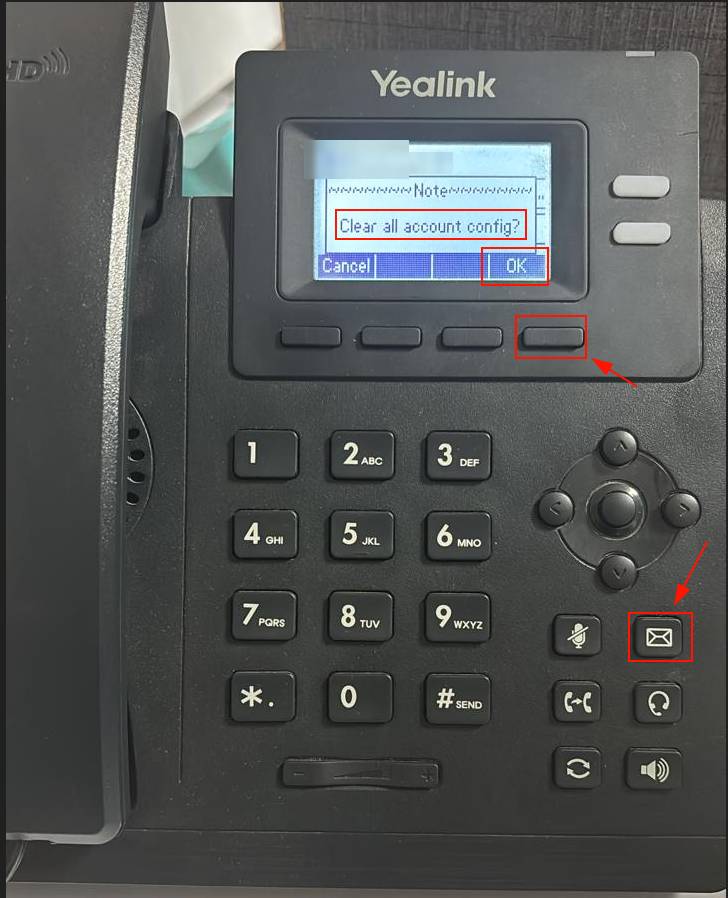 HD
Yealink
~~~~~~~~Note~~~~~~~~
Clear all account config?
Cancel OK
1 2 ABC 3 DEF
4 GHI 5 JKL 6 MNO
7 PQRS 8 TUV 9 WXYZ
*. 0 # SEND
- +